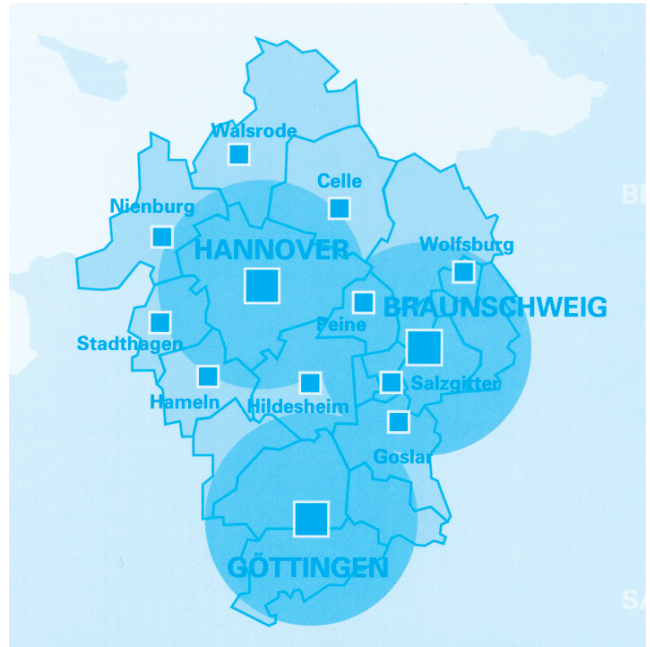 Walsrode
Celle
Nienburg
HANNOVER
Wolfsburg
BRAUNSCHWEIG
Peine
Stadthagen
Salzgitter
Hameln
Hildesheim
Goslar
GÖTTINGEN